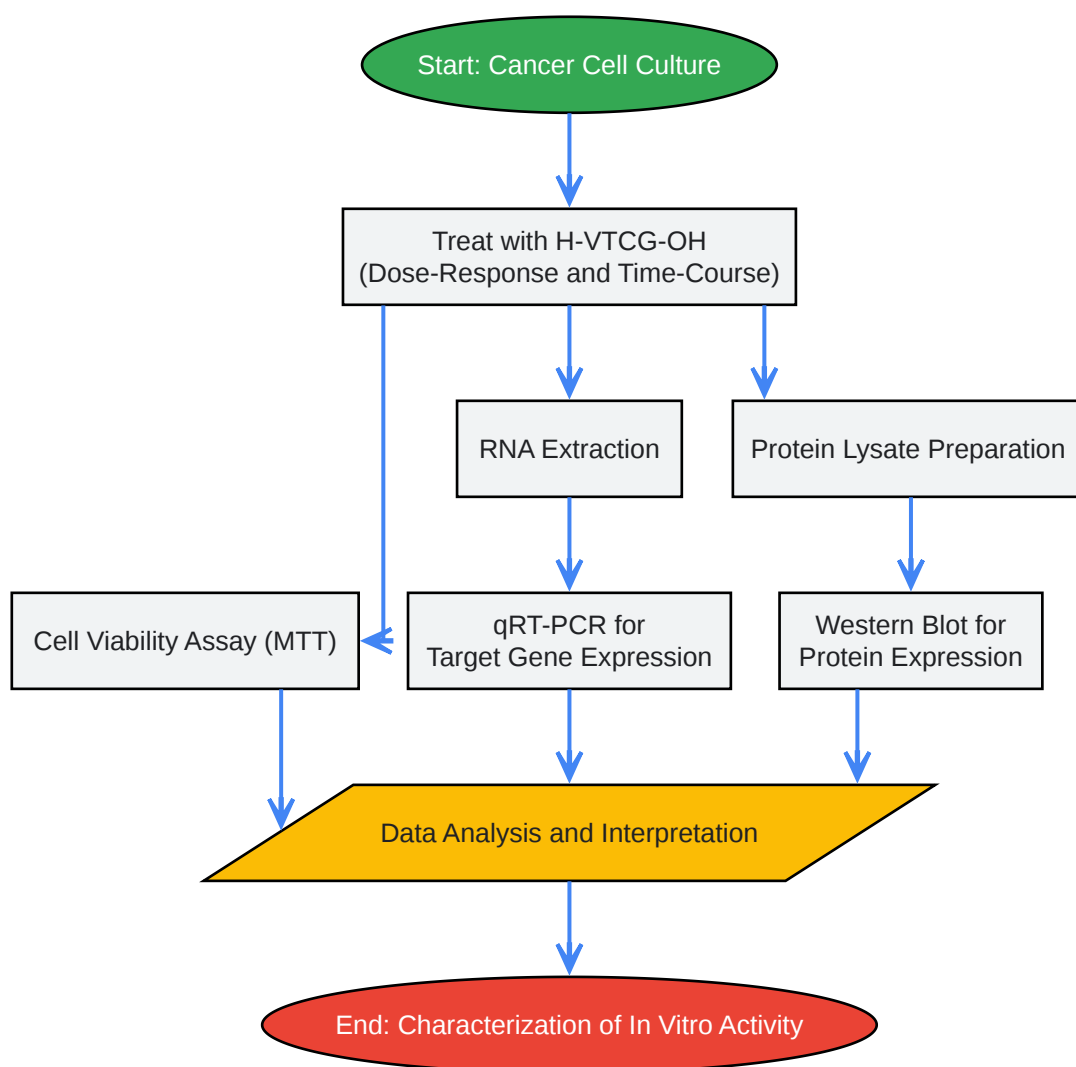 Start: Cancer Cell Culture
Treat with H-VTCG-OH
(Dose-Response and Time-Course)
RNA Extraction
Protein Lysate Preparation
Cell Viability Assay (MTT)
qRT-PCR for
Target Gene Expression
Western Blot for
Protein Expression
Data Analysis and Interpretation
End: Characterization of In Vitro Activity